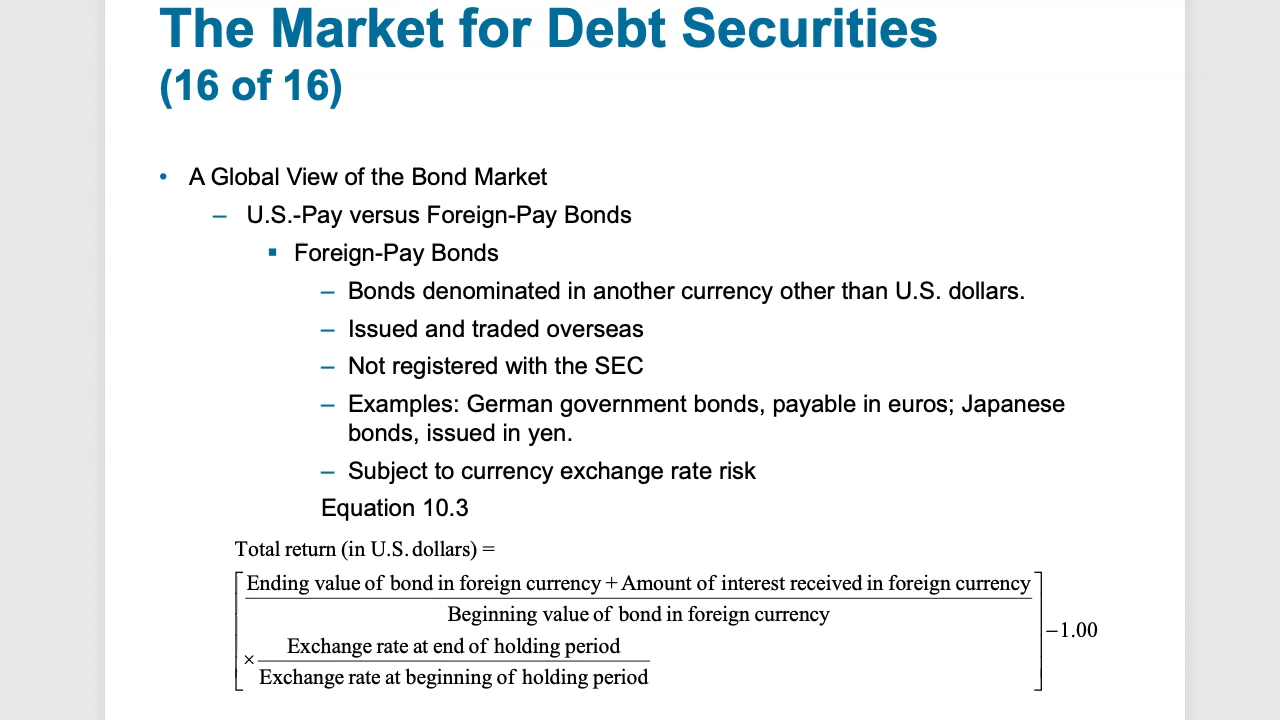 The Market for Debt Securities
(16 of 16)
• A Global View of the Bond Market
– U.S.-Pay versus Foreign-Pay Bonds
▪ Foreign-Pay Bonds
– Bonds denominated in another currency other than U.S. dollars.
– Issued and traded overseas
– Not registered with the SEC
– Examples: German government bonds, payable in euros; Japanese
bonds, issued in yen.
– Subject to currency exchange rate risk
Equation 10.3
Total return (in U.S. dollars) =
Ending value of bond in foreign currency + Amount of interest received in foreign currency
Beginning value of bond in foreign currency
× Exchange rate at end of holding period
Exchange rate at beginning of holding period
−1.00